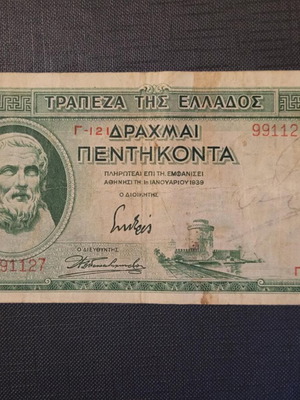 ΤΡΑΠΕΖΑ ΤΗΣ ΕΛΛΑΔΟΣ
Γ-121 ΔΡΑΧΜΑΙ 99112
ΠΕΝΤΗΚΟΝΤΑ
ΠΛΗΡΩΤΕΑΙ ΕΠΙ ΤΗ ΕΜΦΑΝΙΣΕΙ
ΑΘΗΝΗΣΙ ΤΗ 1η ΙΑΝΟΥΑΡΙΟΥ 1939
Ο ΔΙΟΙΚΗΤΗΣ
Ο ΔΙΕΥΘΥΝΤΗΣ
91127
Γ